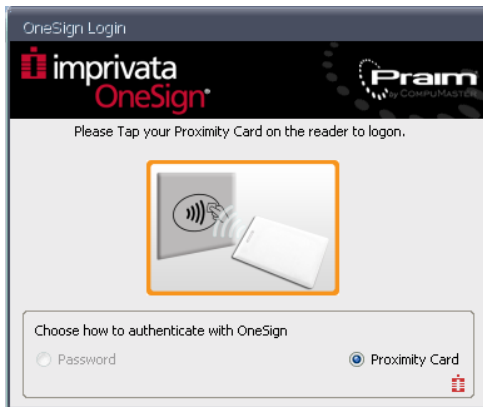 OneSign Login
imprivata
OneSign®
Praim
by COMPUMASTER
Please Tap your Proximity Card on the reader to logon.
Choose how to authenticate with OneSign
Password
Proximity Card